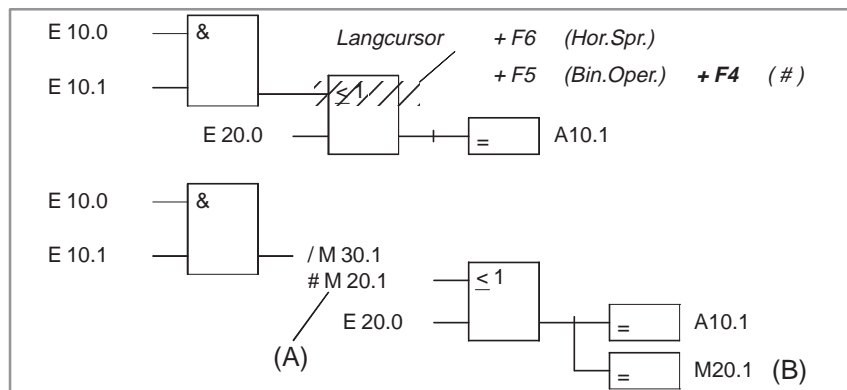 E 10.0 & Langcursor + F6 (Hor.Spr.)
E 10.1 + F5 (Bin.Oper.) + F4 (#)
≤ 1
E 20.0 = A10.1
E 10.0 &
E 10.1 / M 30.1
# M 20.1 ≤ 1
E 20.0 = A10.1
(A) = M20.1 (B)